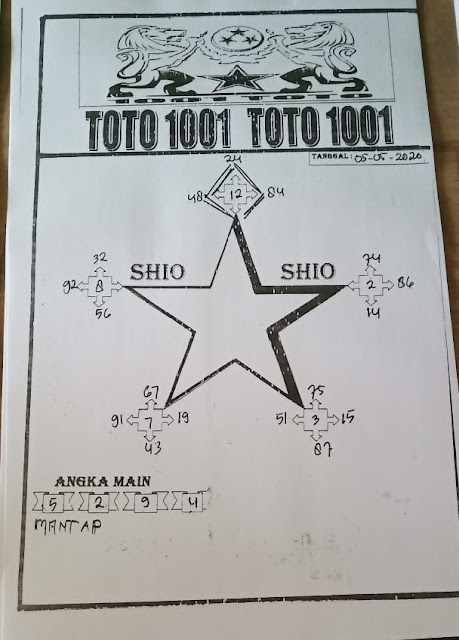 TOTO 1001 TOTO 1001
TANGGAL: 05-05-2020
24
48 12 84
SHIO SHIO
32
92 8 56
74
2 86
14
67
91 7 19
43
75
51 3 15
87
ANGKA MAIN
5 2 9 4
MANTAP